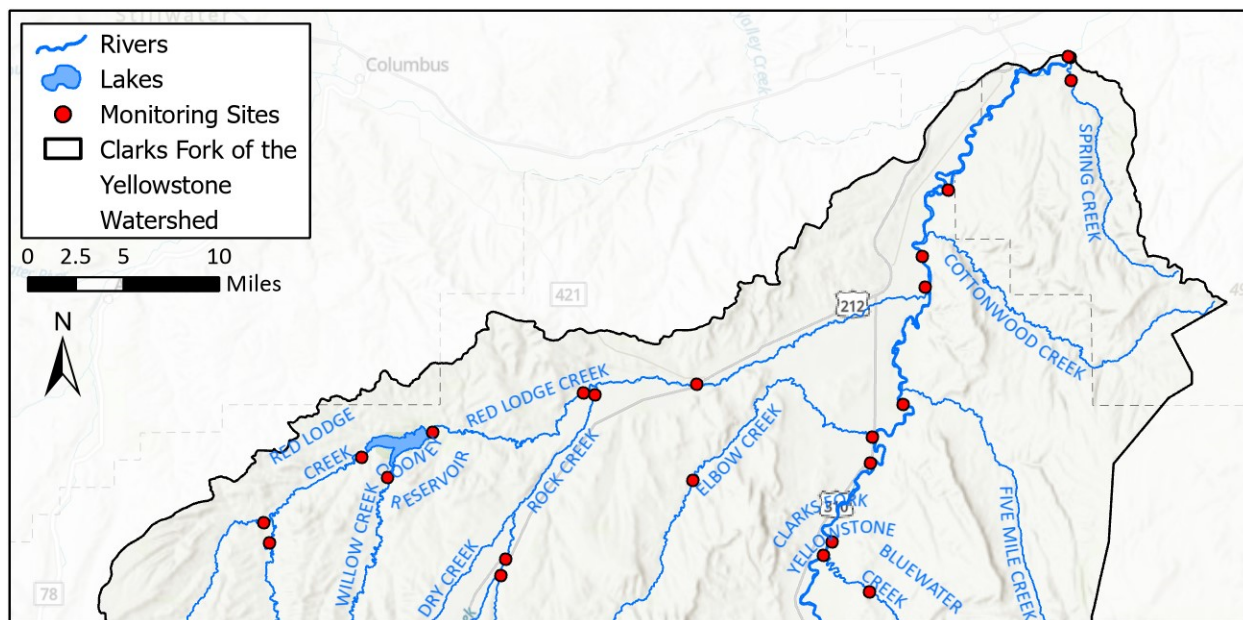 Stillwater
Rivers
Lakes
Monitoring Sites
Clarks Fork of the
Yellowstone
Watershed
0 2.5 5 10
Miles
N
Columbus
421
212
310
78
SPRING CREEK
COTTONWOOD CREEK
RED LODGE CREEK
RED LODGE
CREEK
COONEY
RESERVOIR
WILLOW CREEK
ROCK CREEK
DRY CREEK
ELBOW CREEK
CLARKS FORK
YELLOWSTONE
BLUEWATER
CREEK
FIVE MILE CREEK